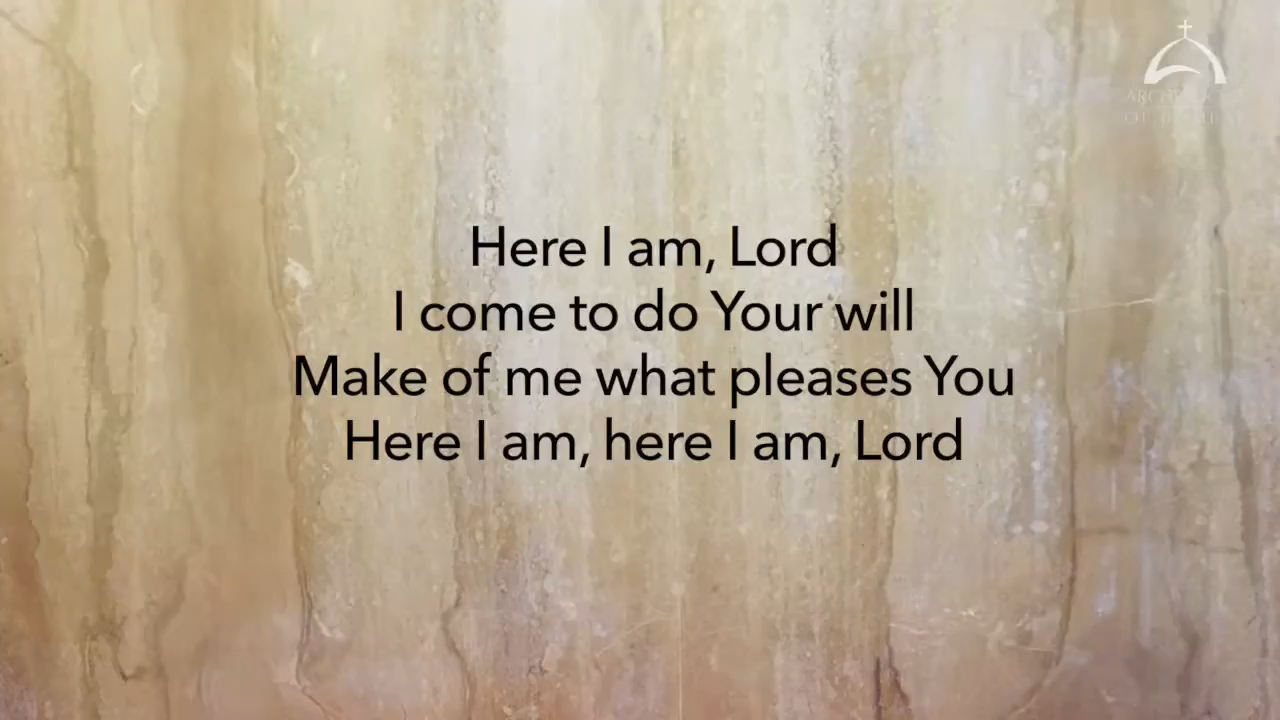 Here I am, Lord
I come to do Your will
Make of me what pleases You
Here I am, here I am, Lord